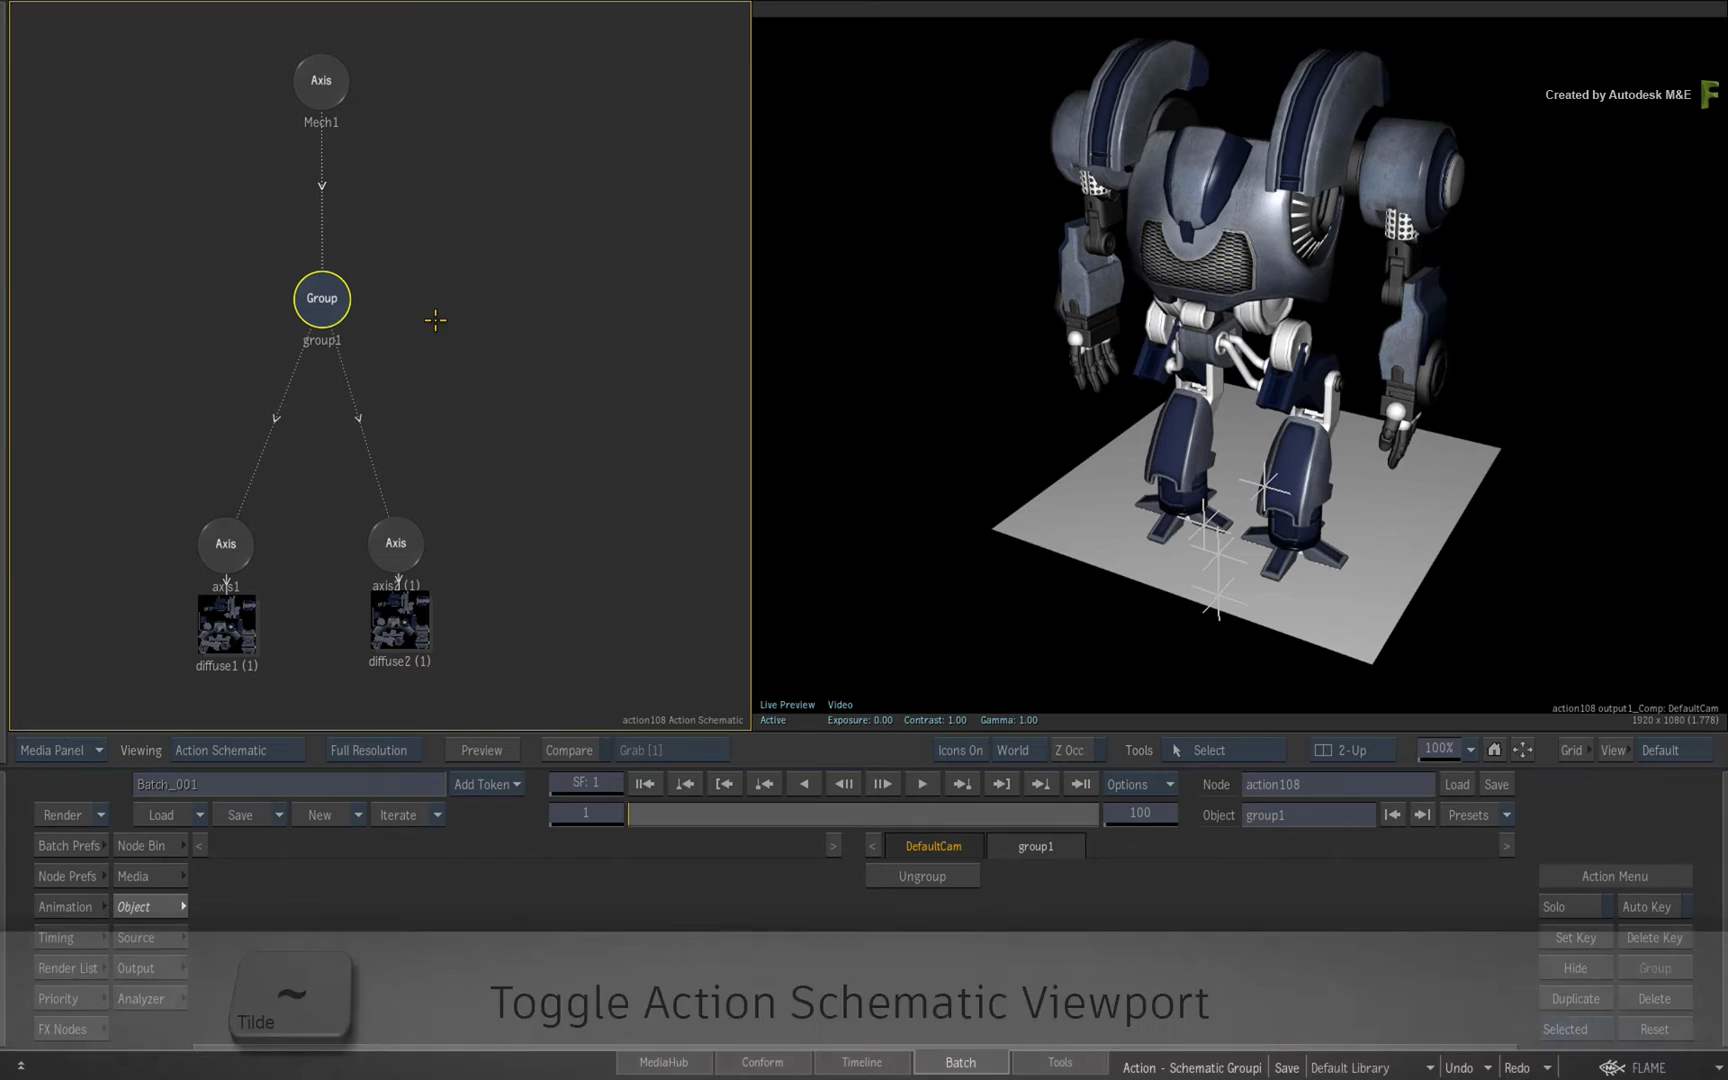 Axis
Mech1
Group
group1
Axis
axis1
diffuse1 (1)
Axis
axis2 (1)
diffuse2 (1)
action108 Action Schematic
Created by Autodesk M&E
Live Preview Video
Active Exposure: 0.00 Contrast: 1.00 Gamma: 1.00
action108 output1_Comp: DefaultCam
1920 x 1080 (1.778)
Media Panel Viewing Action Schematic Full Resolution Preview Compare Grab [1] Icons On World Z Occ Tools Select 2-Up 100% Grid View Default
Batch_001 Add Token SF: 1 Options Node action108 Load Save
Render Load Save New Iterate 1 100 Object group1 Presets
Batch Prefs Node Bin < > < DefaultCam group1 >
Node Prefs Media Ungroup Action Menu
Animation Object Solo Auto Key
Timing Source Set Key Delete Key
Render List Output Hide Group
Priority Analyzer Duplicate Delete
FX Nodes Selected Reset
~
Tilde
Toggle Action Schematic Viewport
MediaHub Conform Timeline Batch Tools Action - Schematic Groupi Save Default Library Undo Redo FLAME